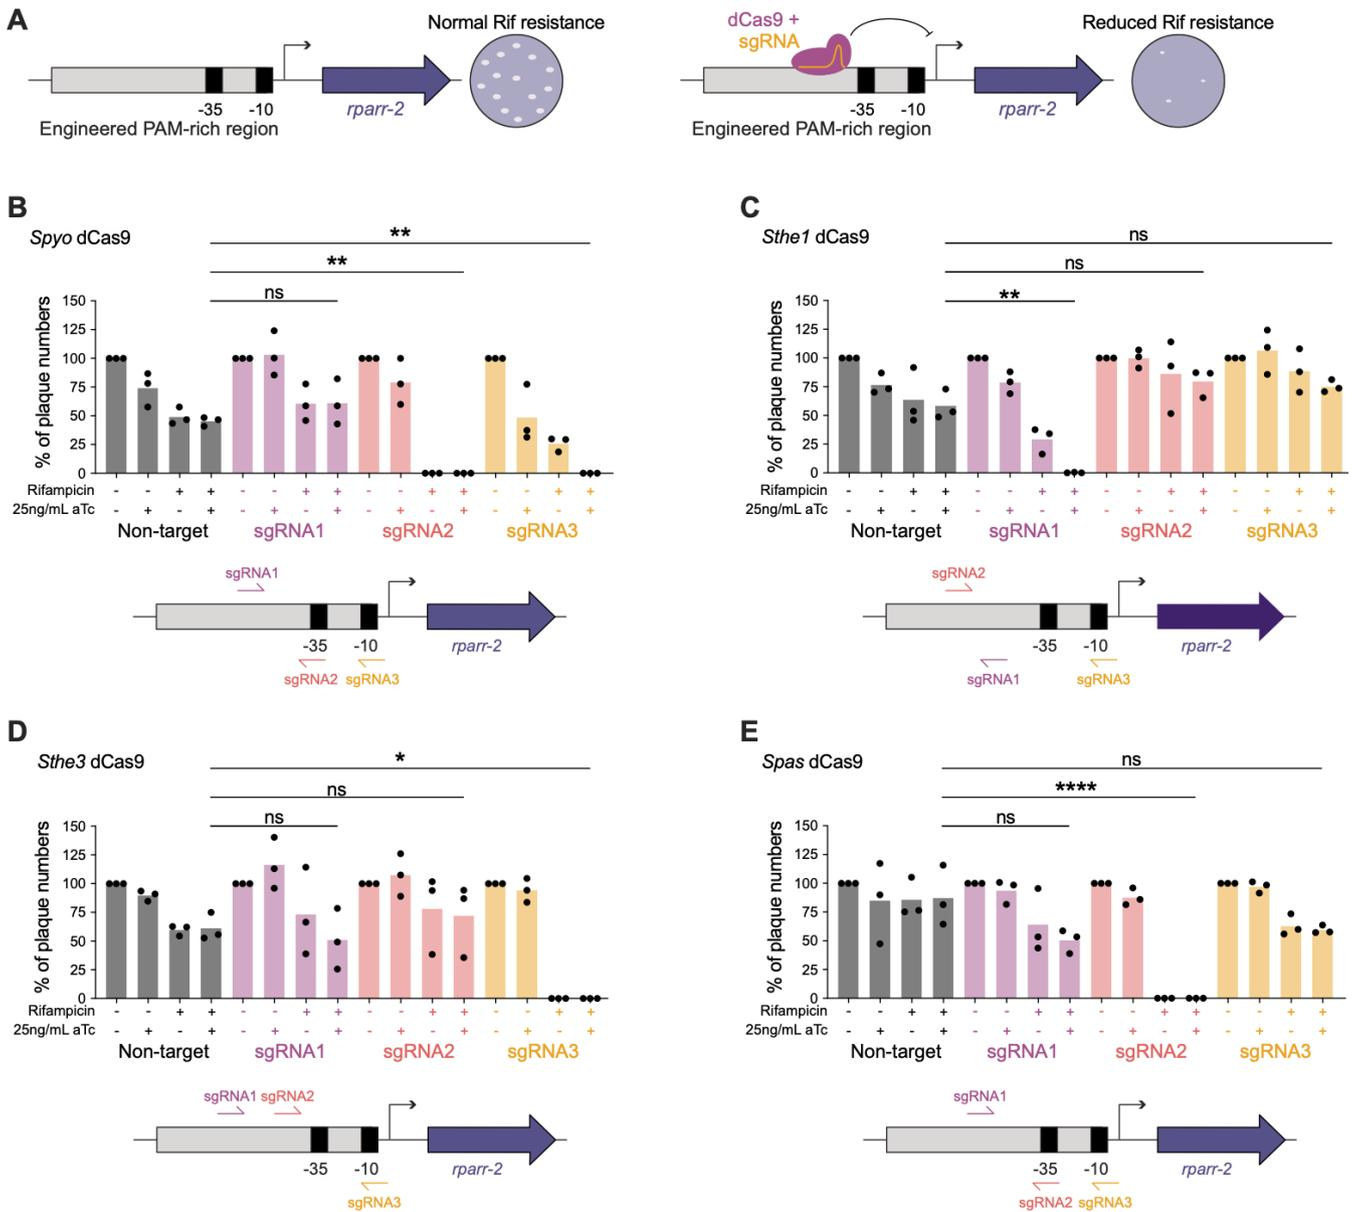 A
Normal Rif resistance
-35 -10
rparr-2
Engineered PAM-rich region
dCas9 +
sgRNA
Reduced Rif resistance
-35 -10
rparr-2
Engineered PAM-rich region
B
Spyo dCas9
**
**
ns
% of plaque numbers
150
125
100
75
50
25
0
Rifampicin - - + + - - + + - - + + - - + +
25ng/mL aTc - + - + - + - + - + - + - + - +
Non-target sgRNA1 sgRNA2 sgRNA3
sgRNA1
-35 -10
rparr-2
sgRNA2 sgRNA3
C
Sthe1 dCas9
ns
ns
**
% of plaque numbers
150
125
100
75
50
25
0
Rifampicin - - + + - - + + - - + + - - + +
25ng/mL aTc - + - + - + - + - + - + - + - +
Non-target sgRNA1 sgRNA2 sgRNA3
sgRNA2
-35 -10
rparr-2
sgRNA1 sgRNA3
D
Sthe3 dCas9
*
ns
ns
% of plaque numbers
150
125
100
75
50
25
0
Rifampicin - - + + - - + + - - + + - - + +
25ng/mL aTc - + - + - + - + - + - + - + - +
Non-target sgRNA1 sgRNA2 sgRNA3
sgRNA1 sgRNA2
-35 -10
rparr-2
sgRNA3
E
Spas dCas9
ns
****
ns
% of plaque numbers
150
125
100
75
50
25
0
Rifampicin - - + + - - + + - - + + - - + +
25ng/mL aTc - + - + - + - + - + - + - + - +
Non-target sgRNA1 sgRNA2 sgRNA3
sgRNA1
-35 -10
rparr-2
sgRNA2 sgRNA3